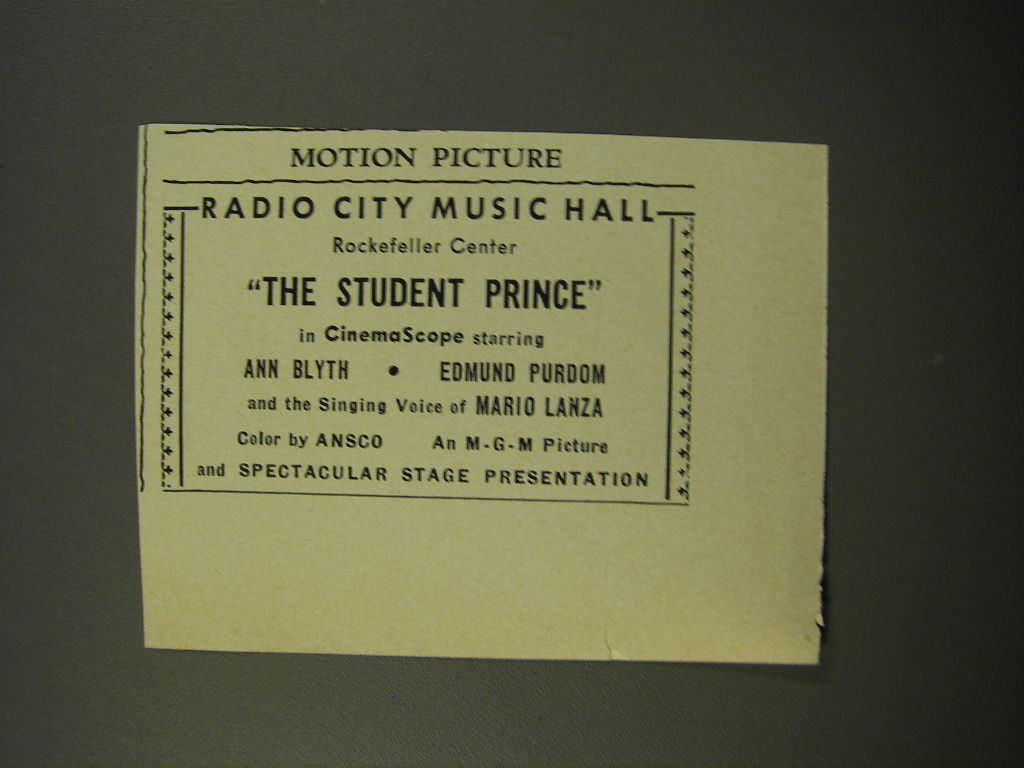 MOTION PICTURE
RADIO CITY MUSIC HALL
Rockefeller Center
"THE STUDENT PRINCE"
in CinemaScope starring
ANN BLYTH • EDMUND PURDOM
and the Singing Voice of MARIO LANZA
Color by ANSCO An M-G-M Picture
and SPECTACULAR STAGE PRESENTATION